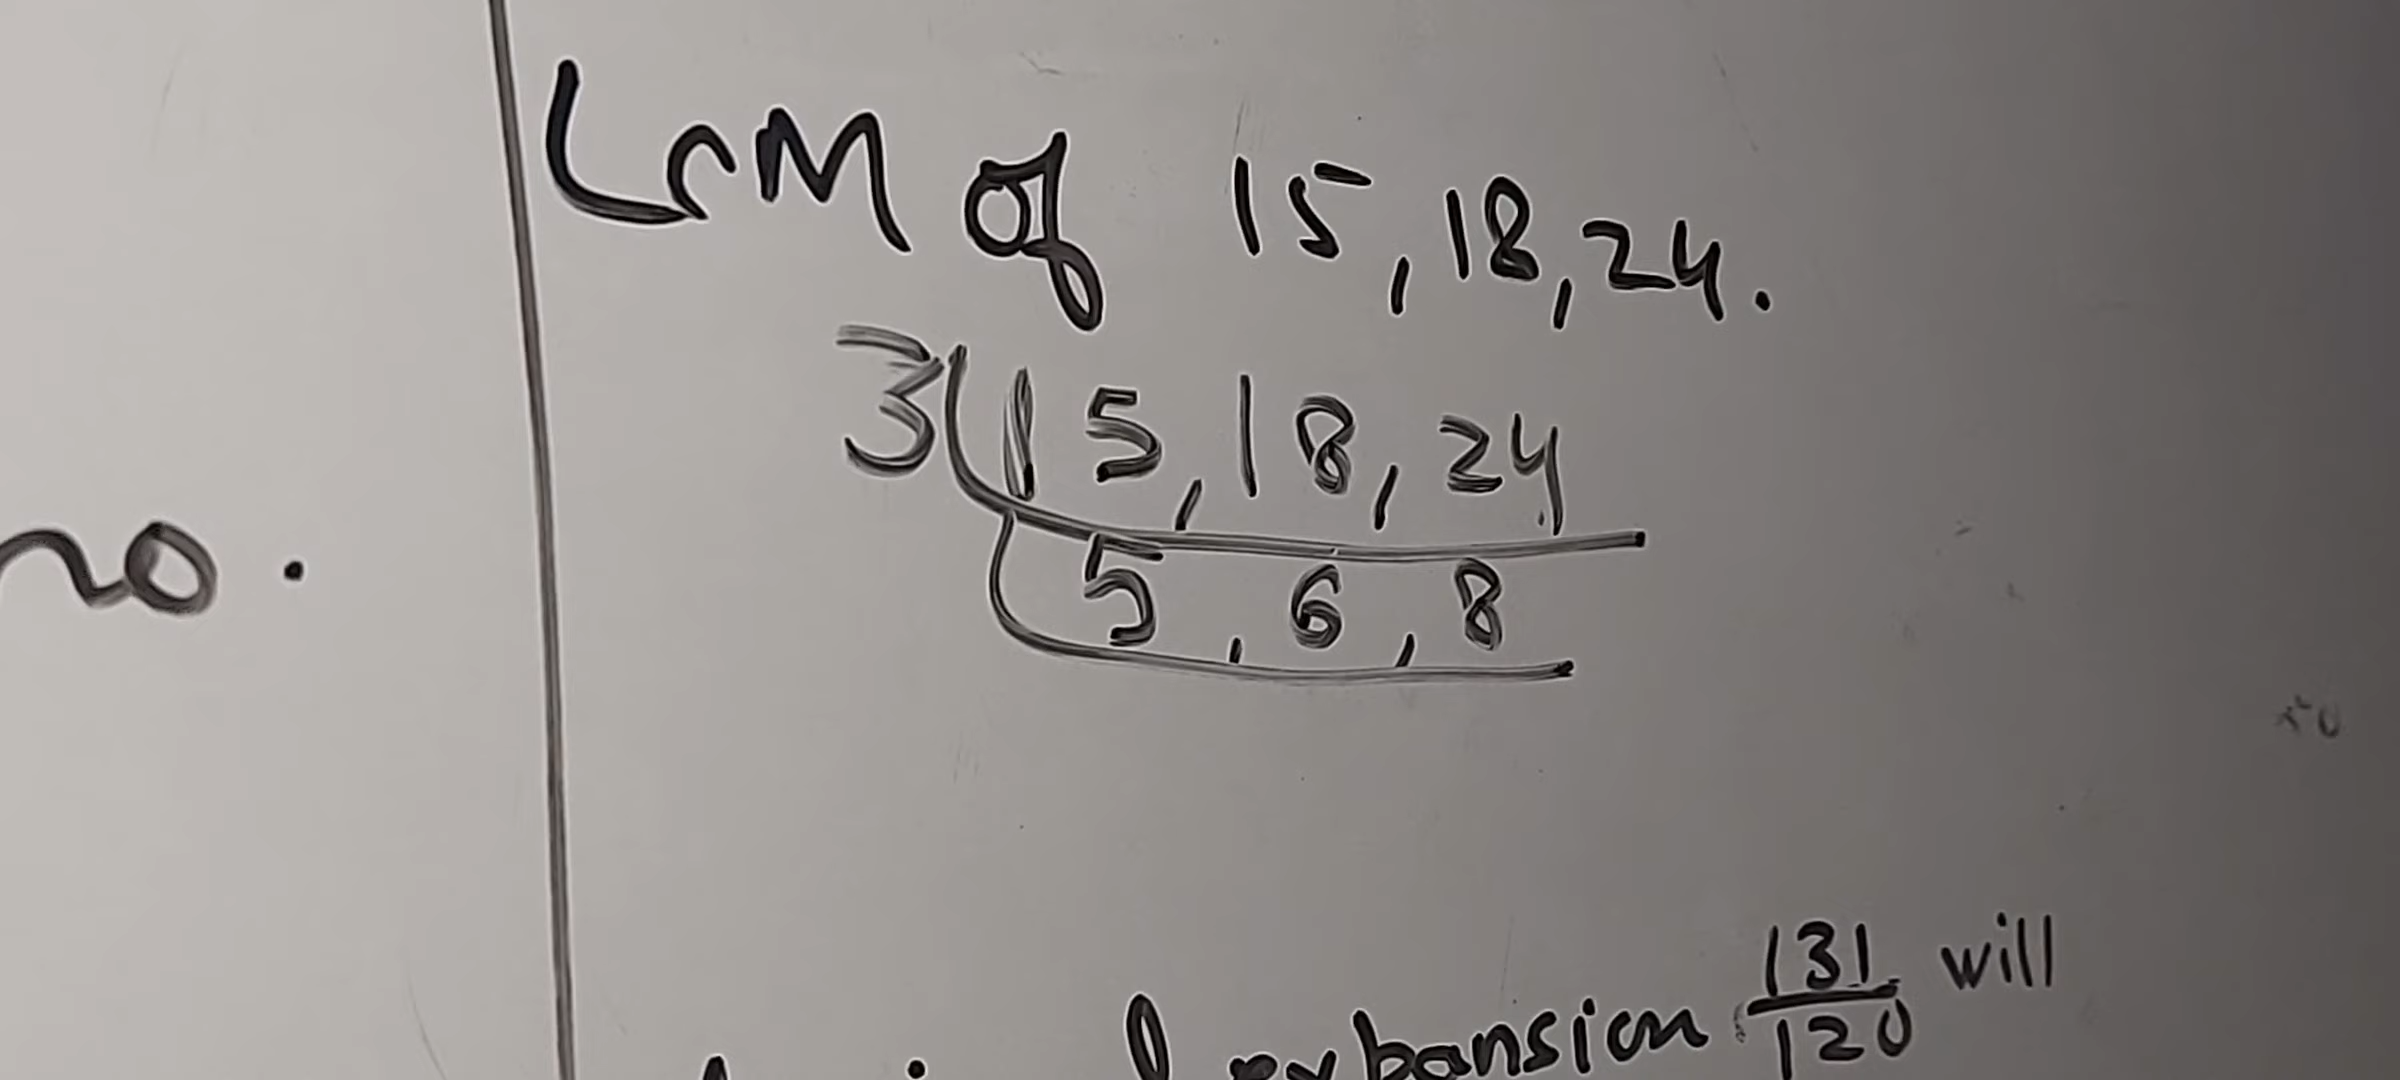 no.
LCM of 15, 18, 24.
3 15, 18, 24
5, 6, 8
expansion 131/120 will